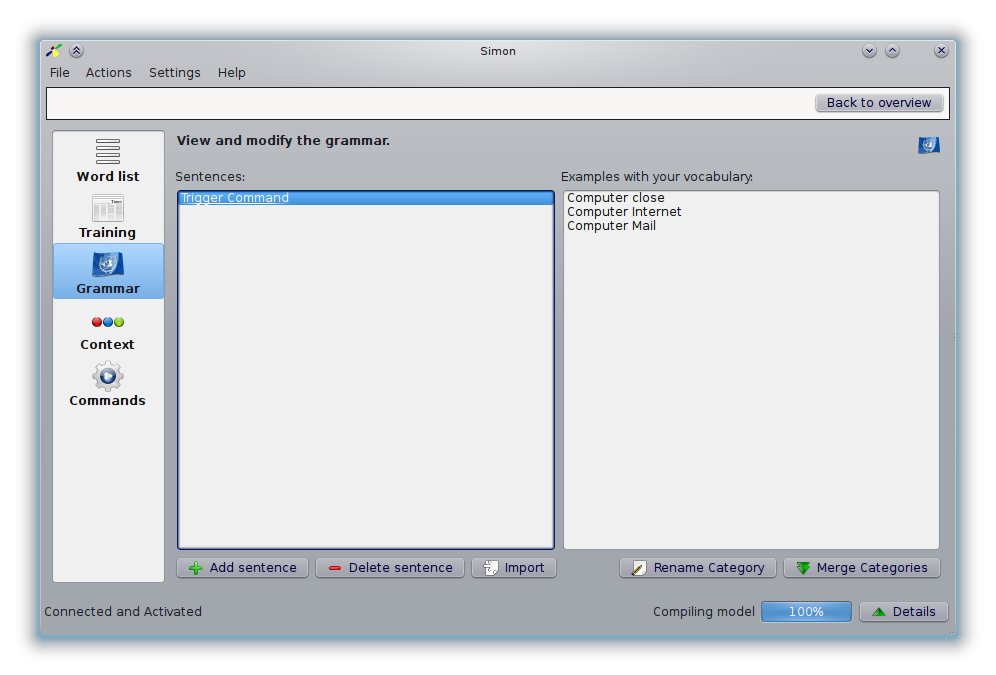 Simon
File Actions Settings Help
Back to overview
View and modify the grammar.
Word list
Training
Grammar
Context
Commands
Sentences:
Trigger Command
Examples with your vocabulary:
Computer close
Computer Internet
Computer Mail
Add sentence Delete sentence Import
Rename Category Merge Categories
Connected and Activated
Compiling model 100% Details